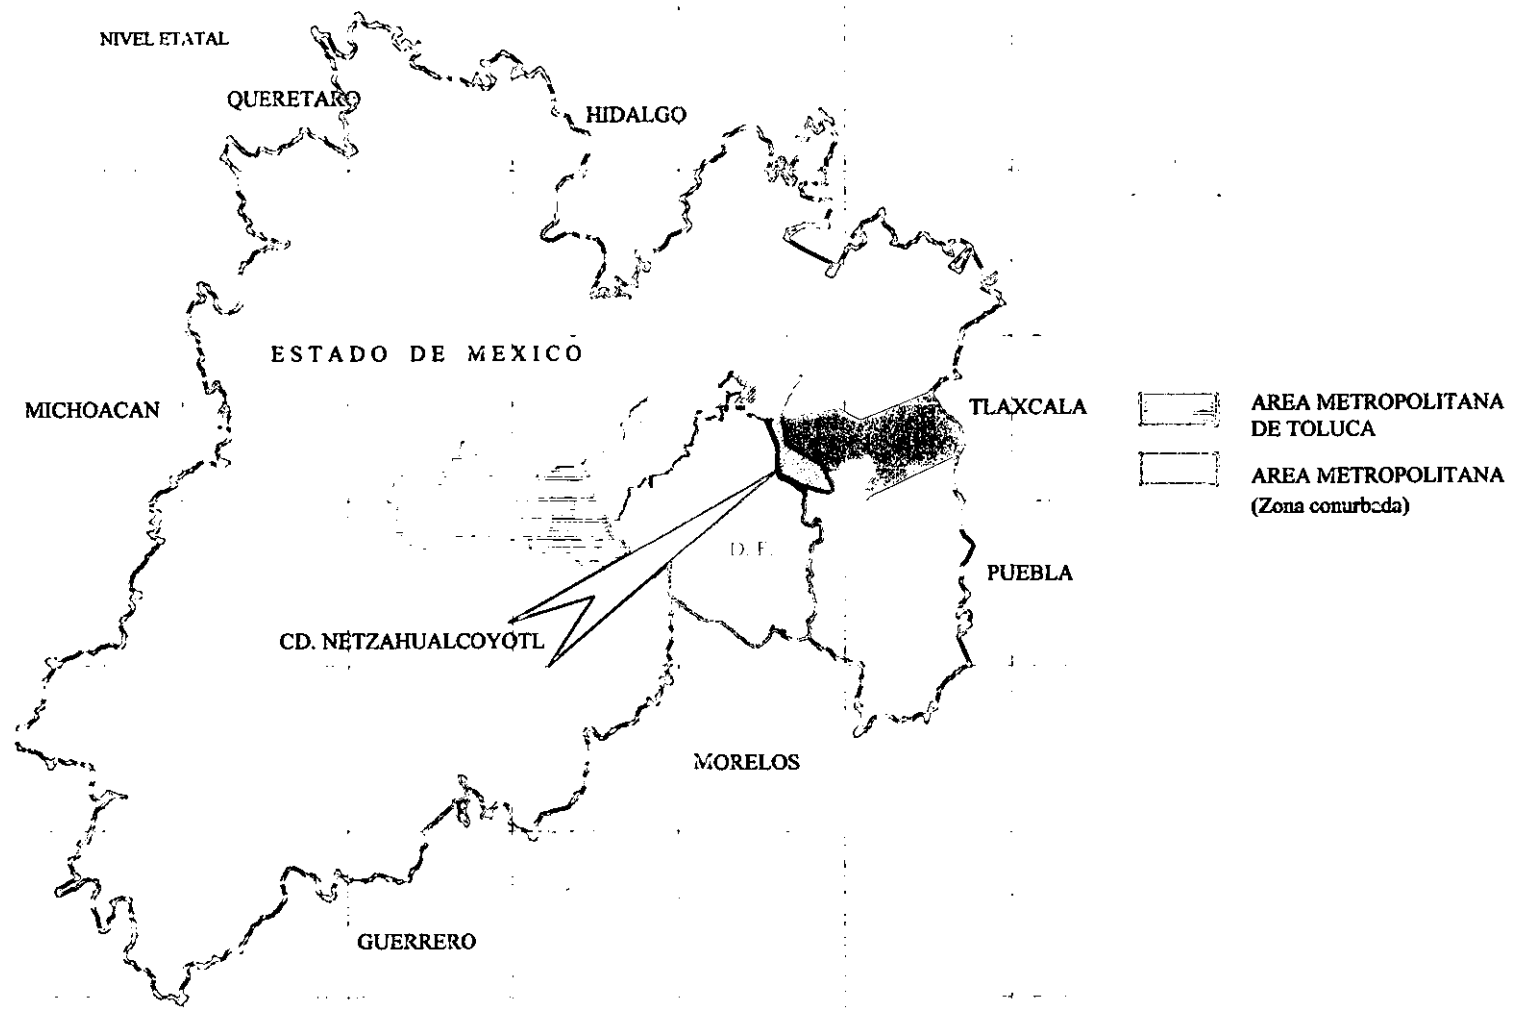 NIVEL ETATAL
QUERETARO
HIDALGO
ESTADO DE MEXICO
MICHOACAN
TLAXCALA
AREA METROPOLITANA
DE TOLUCA
AREA METROPOLITANA
(Zona conurbada)
D. F.
PUEBLA
CD. NETZAHUALCOYOTL
MORELOS
GUERRERO